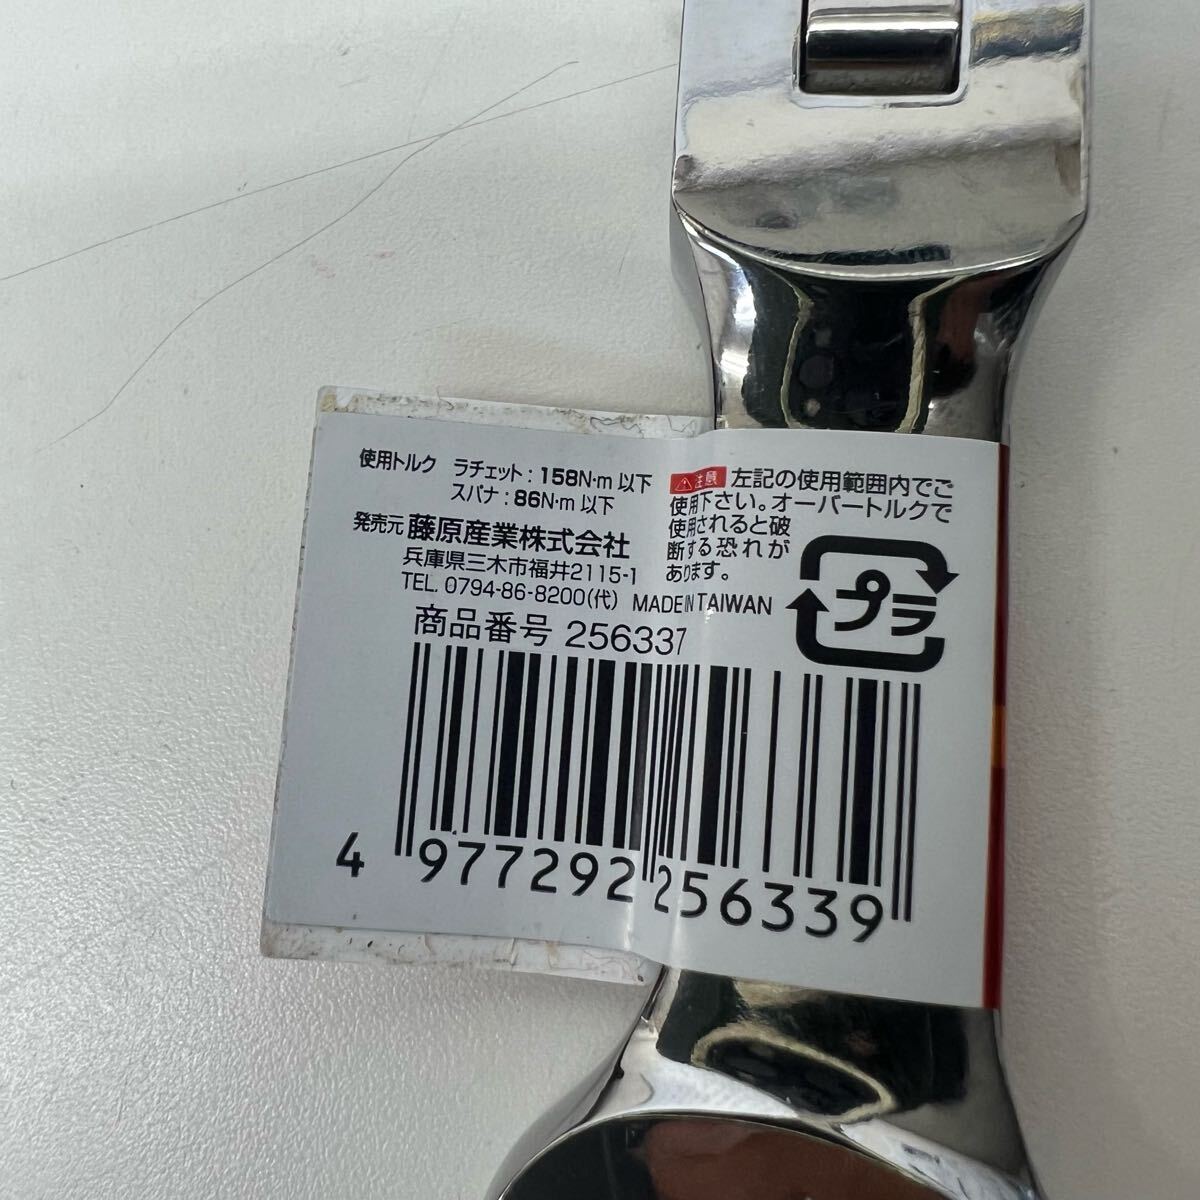 使用トルク ラチェット : 158N·m 以下
スパナ : 86N·m 以下
発売元 藤原産業株式会社
兵庫県三木市福井2115-1
TEL. 0794-86-8200(代) MADE IN TAIWAN
商品番号 256337
注意 左記の使用範囲内でご
使用下さい。オーバートルクで
使用されると破
断する恐れが
あります。
プラ
4 977292 256339